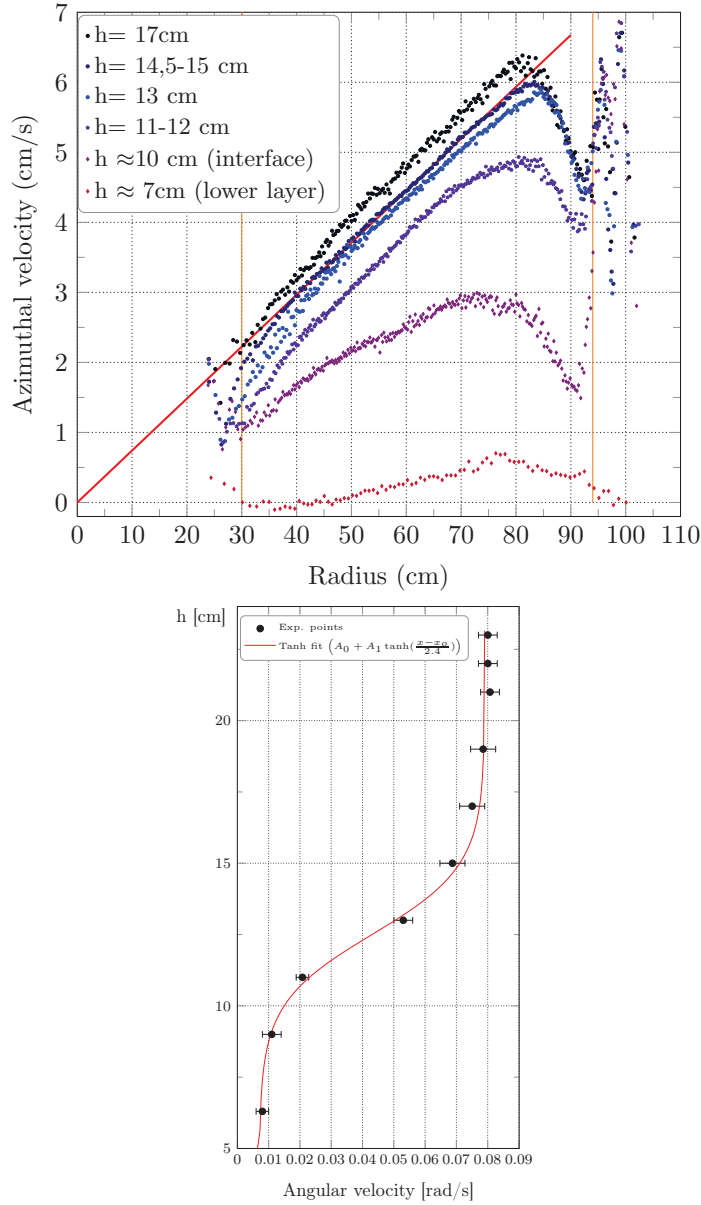 7
6
5
4
3
2
1
0
Azimuthal velocity (cm/s)
h= 17cm
h= 14,5-15 cm
h= 13 cm
h= 11-12 cm
h ≈10 cm (interface)
h ≈ 7cm (lower layer)
0 10 20 30 40 50 60 70 80 90 100 110
Radius (cm)
h [cm]
Exp. points
Tanh fit (A₀ + A₁ tanh((x−x₀)/2.4))
20
15
10
5
0 0.01 0.02 0.03 0.04 0.05 0.06 0.07 0.08 0.09
Angular velocity [rad/s]